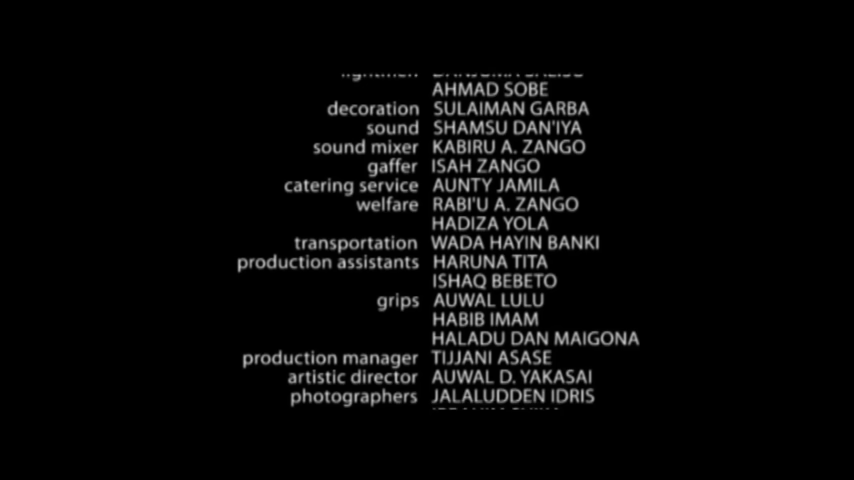 AHMAD SOBE
decoration SULAIMAN GARBA
sound SHAMSU DAN'IYA
sound mixer KABIRU A. ZANGO
gaffer ISAH ZANGO
catering service AUNTY JAMILA
welfare RABI'U A. ZANGO
HADIZA YOLA
transportation WADA HAYIN BANKI
production assistants HARUNA TITA
ISHAQ BEBETO
grips AUWAL LULU
HABIB IMAM
HALADU DAN MAIGONA
production manager TIJJANI ASASE
artistic director AUWAL D. YAKASAI
photographers JALALUDDEN IDRIS